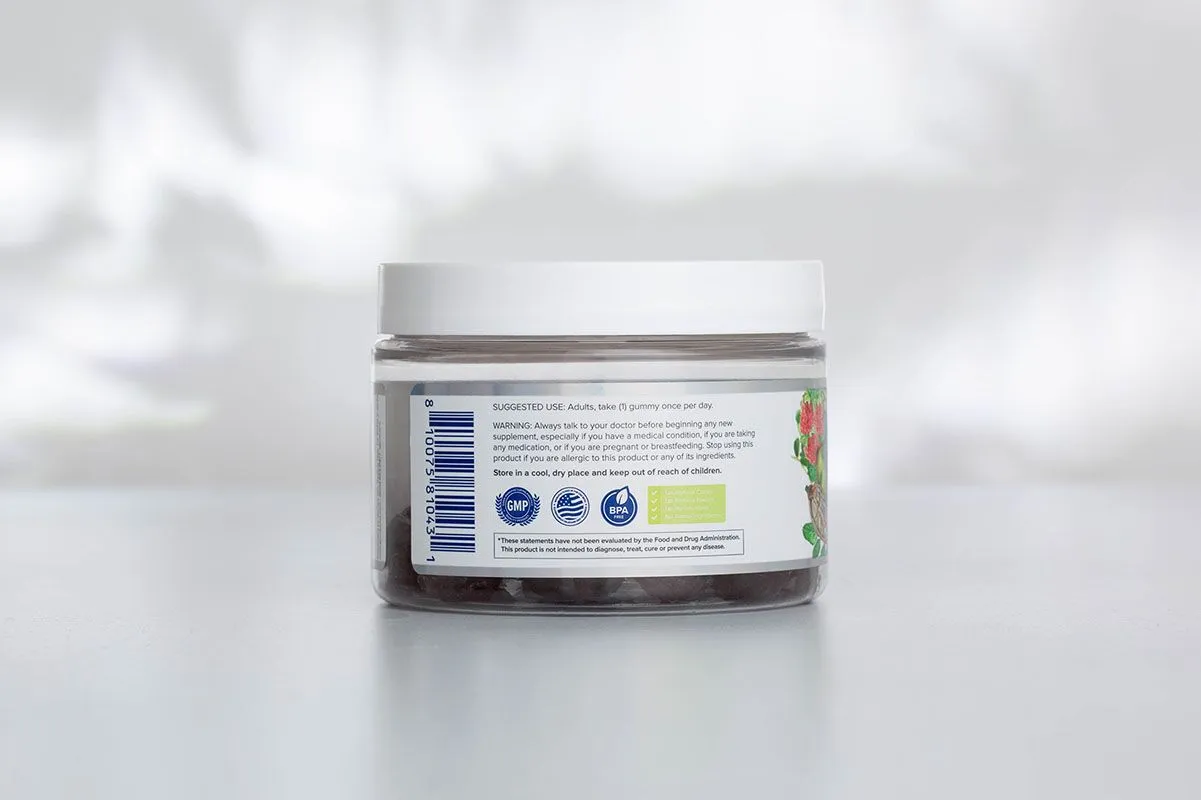 SUGGESTED USE: Adults, take (1) gummy once per day.
WARNING: Always talk to your doctor before beginning any new
supplement, especially if you have a medical condition, if you are taking
any medication, or if you are pregnant or breastfeeding. Stop using this
product if you are allergic to this product or any of its ingredients.
Store in a cool, dry place and keep out of reach of children.
8 10075 81043 1
GMP
BPA
FREE
*These statements have not been evaluated by the Food and Drug Administration.
This product is not intended to diagnose, treat, cure or prevent any disease.